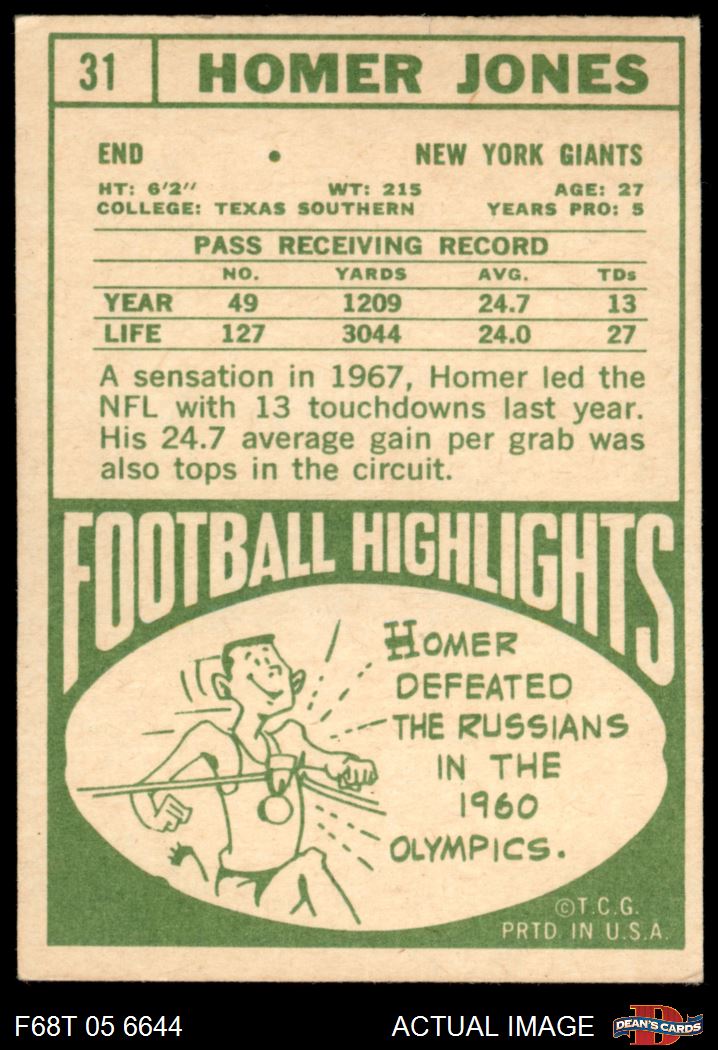 31 HOMER JONES
END • NEW YORK GIANTS
HT: 6'2" WT: 215 AGE: 27
COLLEGE: TEXAS SOUTHERN YEARS PRO: 5
PASS RECEIVING RECORD
NO. YARDS AVG. TDs
YEAR 49 1209 24.7 13
LIFE 127 3044 24.0 27
A sensation in 1967, Homer led the
NFL with 13 touchdowns last year.
His 24.7 average gain per grab was
also tops in the circuit.
FOOTBALL HIGHLIGHTS
HOMER
DEFEATED
THE RUSSIANS
IN THE
1960
OLYMPICS.
©T.C.G.
PRTD. IN U.S.A.
F68T 05 6644 ACTUAL IMAGE D DEAN'S CARDS